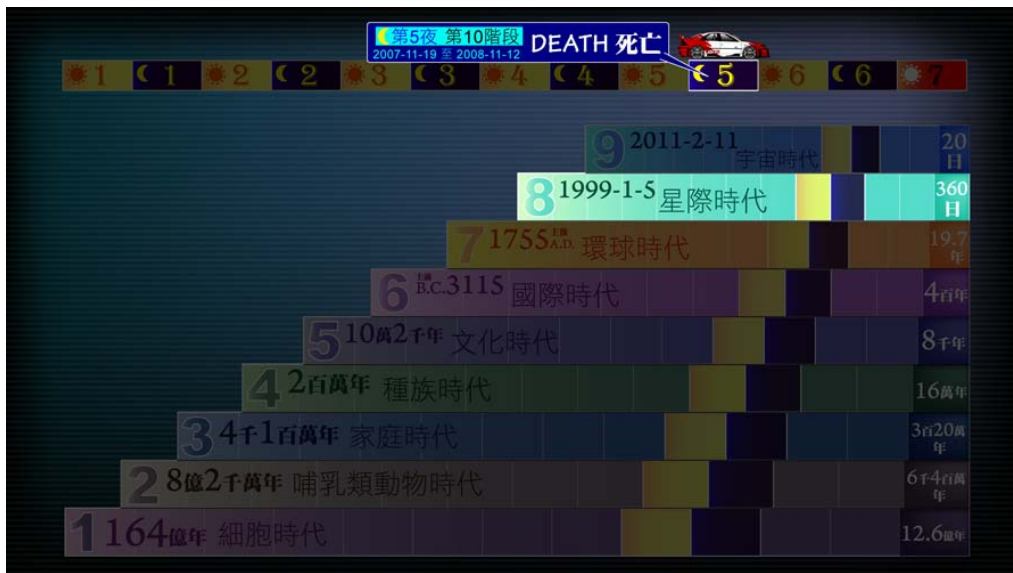 第5夜 第10階段
2007-11-19 至 2008-11-12
DEATH 死亡
1 1 2 2 3 3 4 4 5 5 6 6 7
9 2011-2-11 宇宙時代 20日
8 1999-1-5 星際時代 360日
7 1755 A.D. 環球時代 19.7年
6 B.C.3115 國際時代 4百年
5 10萬2千年 文化時代 8千年
4 2百萬年 種族時代 16萬年
3 4千1百萬年 家庭時代 3百20萬年
2 8億2千萬年 哺乳類動物時代 6千4百萬年
1 164億年 細胞時代 12.6億年